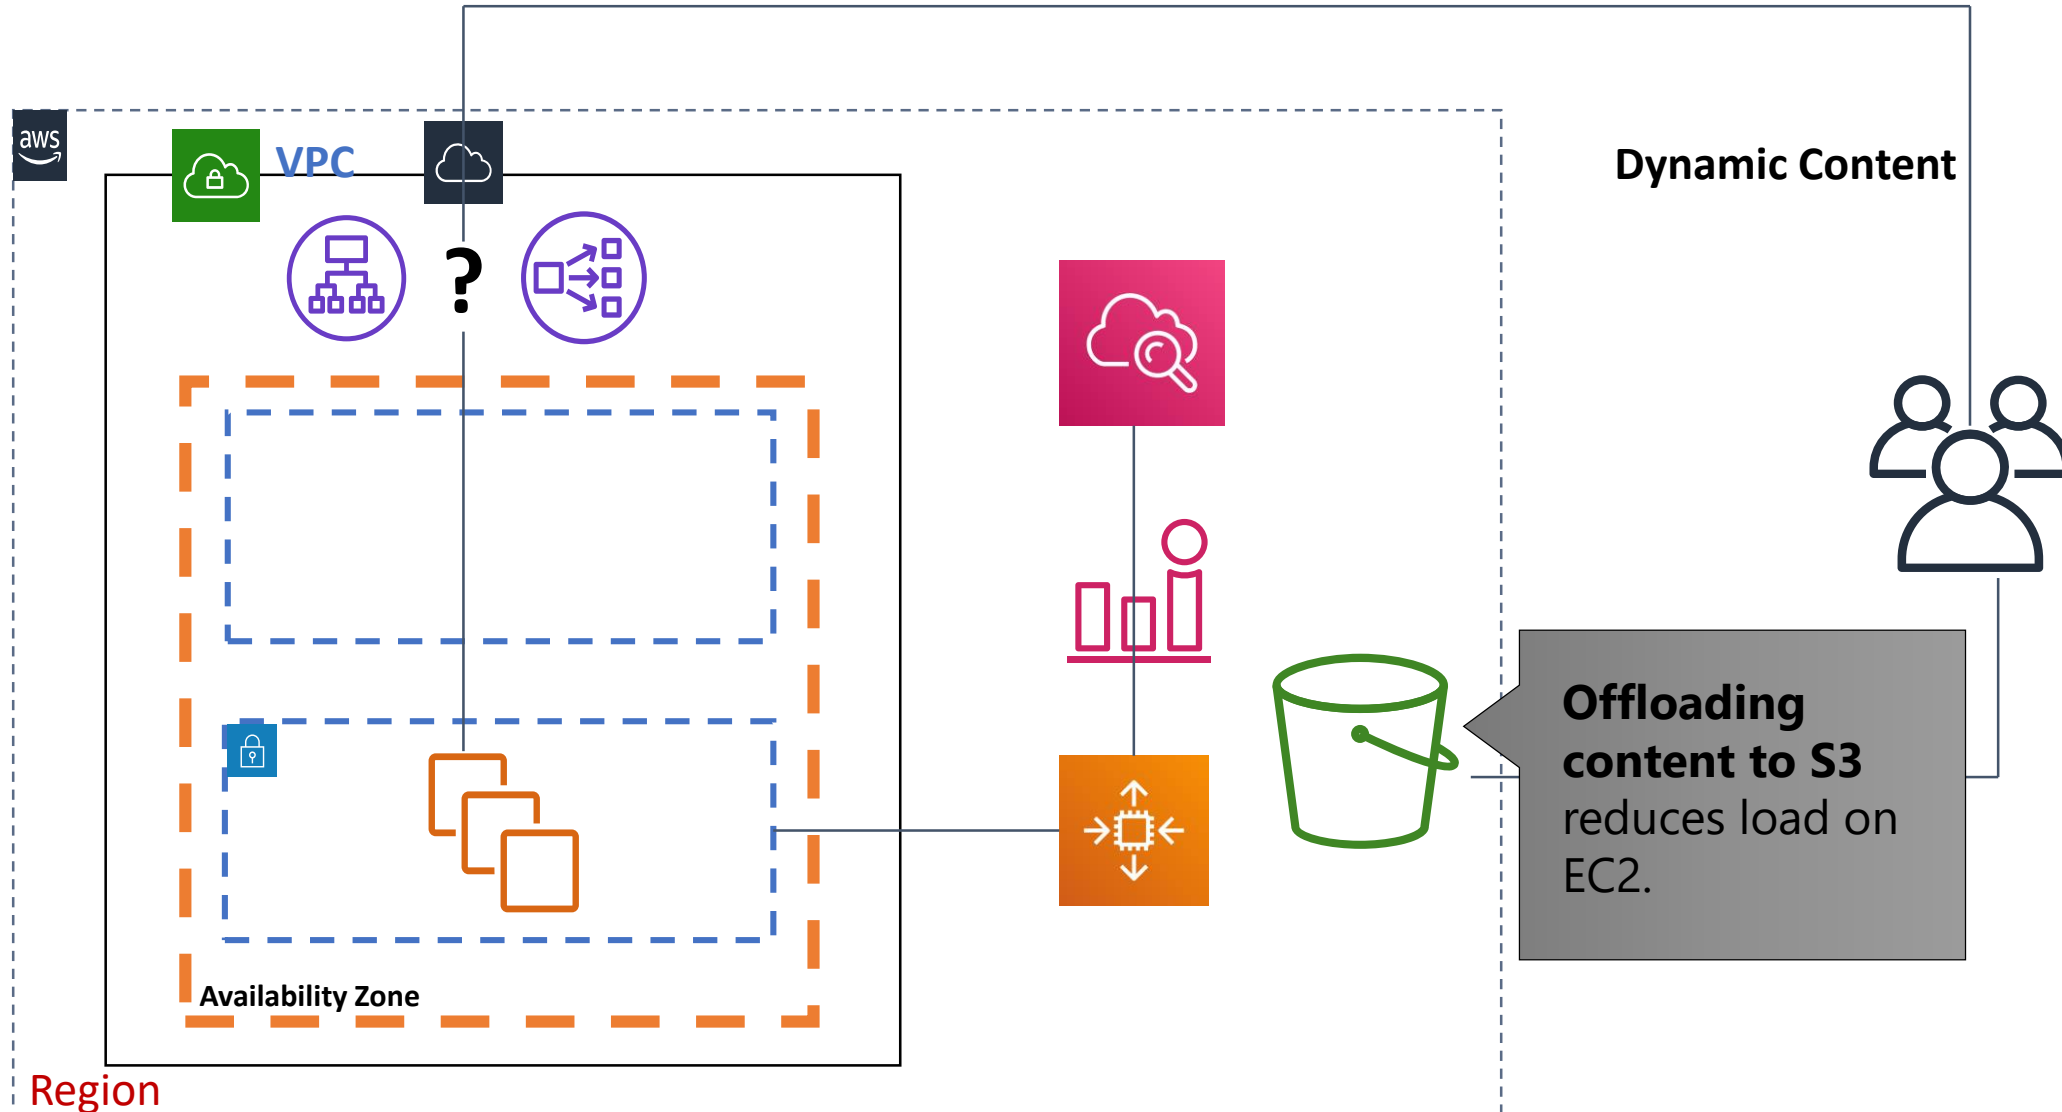 aws
VPC
Dynamic Content
?
Offloading
content to S3
reduces load on
EC2.
Availability Zone
Region